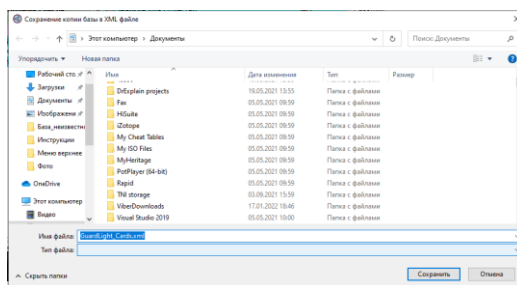 Сохранение копии базы в XML файле
Этот компьютер > Документы
Поиск: Документы
Упорядочить
Новая папка
Имя
Дата изменения
Тип
Размер
Рабочий сто
Загрузки
Документы
Изображени
База_неизвестн
Инструкции
Меню верхнее
Фото
OneDrive
Этот компьютер
Видео
DrExplain projects 19.05.2021 13:55 Папка с файлами
Fax 05.05.2021 09:59 Папка с файлами
HiSuite 05.05.2021 09:59 Папка с файлами
iZotope 05.05.2021 09:59 Папка с файлами
My Cheat Tables 05.05.2021 09:59 Папка с файлами
My ISO Files 05.05.2021 09:59 Папка с файлами
MyHeritage 05.05.2021 09:59 Папка с файлами
PotPlayer (64-bit) 05.05.2021 09:59 Папка с файлами
Rapid 05.05.2021 09:59 Папка с файлами
TNI storage 03.09.2021 15:59 Папка с файлами
ViberDownloads 17.01.2022 18:46 Папка с файлами
Visual Studio 2019 05.05.2021 10:00 Папка с файлами
Имя файла: GuardLight_Cards.xml
Тип файла:
Скрыть папки
Сохранить
Отмена